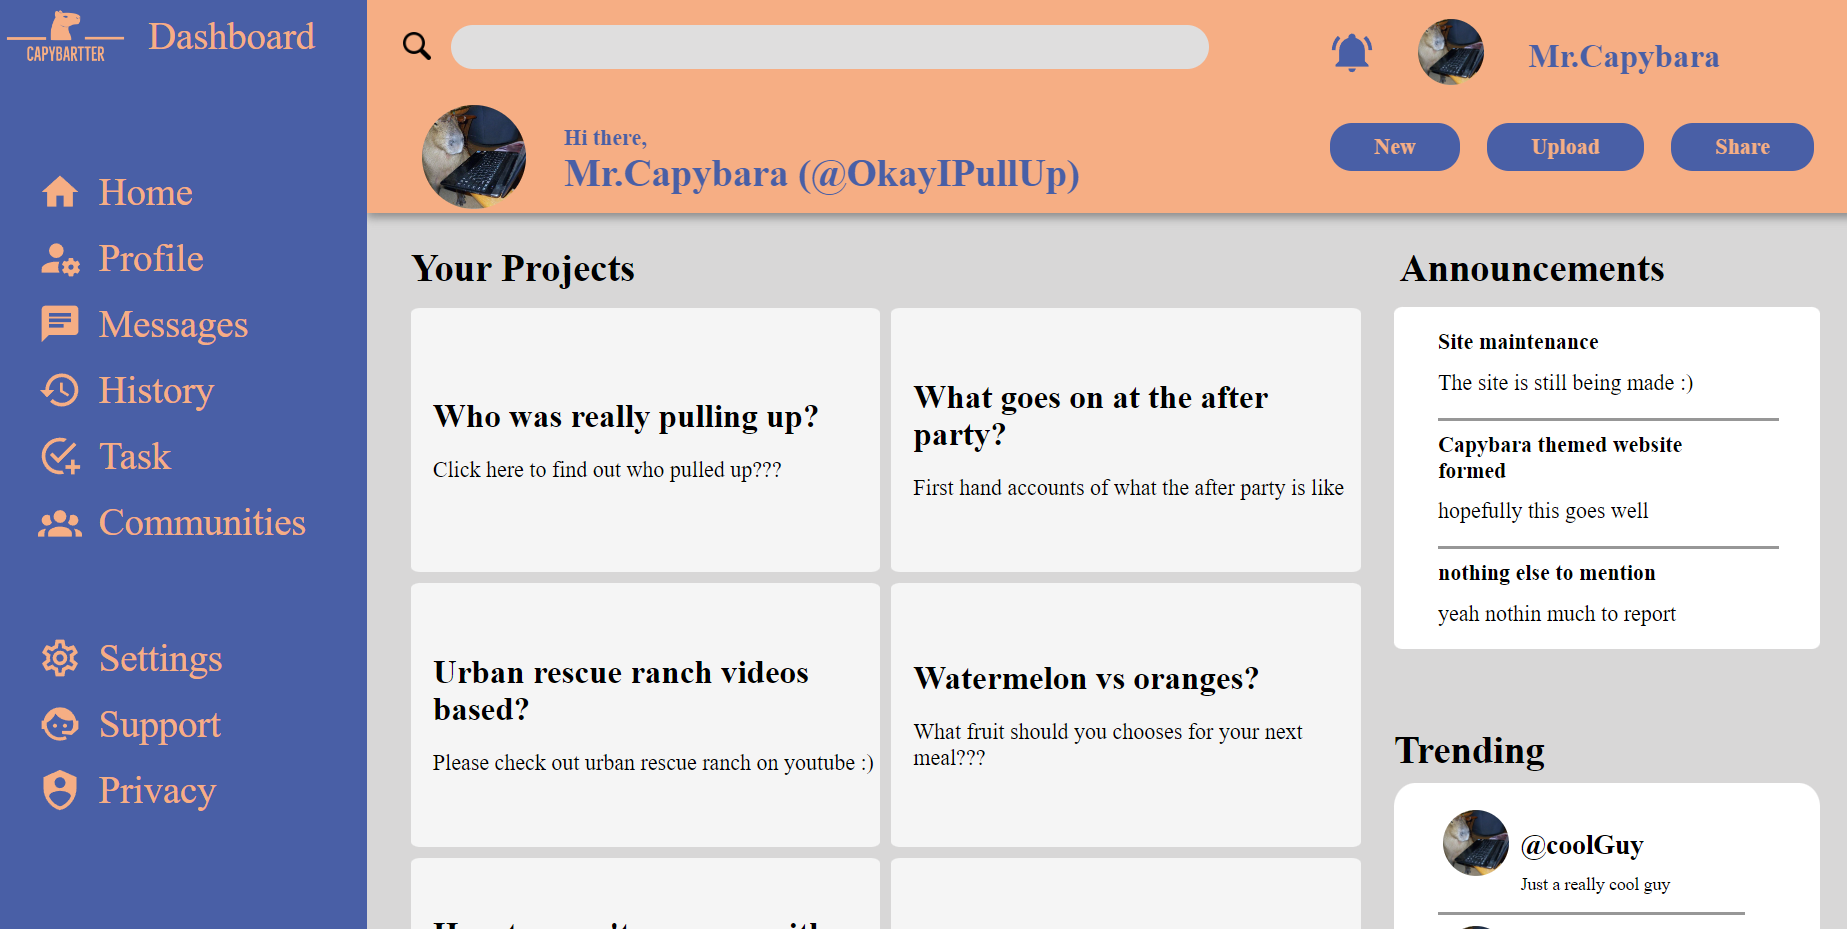 CAPYBARTTER
Dashboard
Home
Profile
Messages
History
Task
Communities
Settings
Support
Privacy
Mr.Capybara
Hi there,
Mr.Capybara (@OkayIPullUp)
New
Upload
Share
Your Projects
Who was really pulling up?
Click here to find out who pulled up???
What goes on at the after
party?
First hand accounts of what the after party is like
Urban rescue ranch videos
based?
Please check out urban rescue ranch on youtube :)
Watermelon vs oranges?
What fruit should you chooses for your next
meal???
Announcements
Site maintenance
The site is still being made :)
Capybara themed website
formed
hopefully this goes well
nothing else to mention
yeah nothin much to report
Trending
@coolGuy
Just a really cool guy